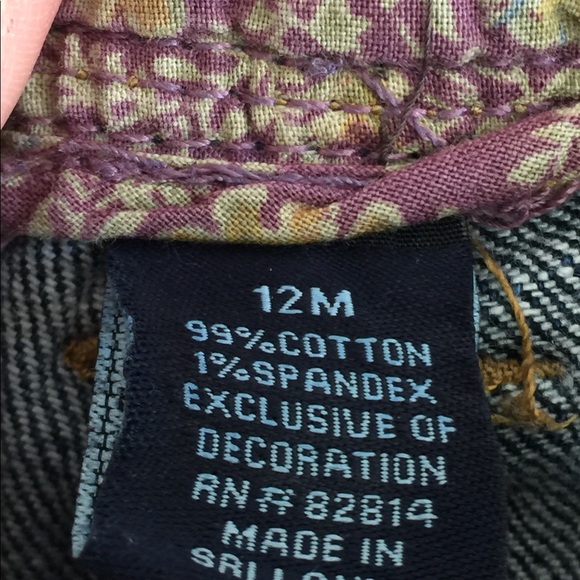 12M
99%COTTON
1%SPANDEX
EXCLUSIVE OF
DECORATION
RN# 82814
MADE IN